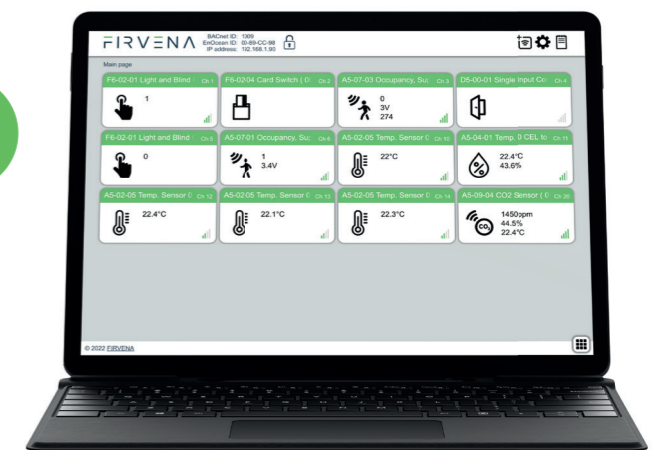 FIRVENA
BACnet ID: 1309
EnOcean ID: 0I-89-CC-98
IP address: 192.168.1.90
Main page
F6-02-01 Light and Blind Ch 1
1
F6-02-04 Card Switch ( 0 Ch 2
A5-07-03 Occupancy, Su: Ch 3
0
3V
274
D5-00-01 Single Input Co Ch 4
F6-02-01 Light and Blind Ch 5
0
A5-07-01 Occupancy, Su: Ch 6
1
3.4V
A5-02-05 Temp. Sensor 0 Ch 10
22°C
A5-04-01 Temp. 0 CEL to Ch 11
22.4°C
43.6%
A5-02-05 Temp. Sensor 0 Ch 12
22.4°C
A5-02-05 Temp. Sensor 0 Ch 13
22.1°C
A5-02-05 Temp. Sensor 0 Ch 14
22.3°C
A5-09-04 CO2 Sensor ( 0 Ch 20
CO₂
1450ppm
44.5%
22.4°C
© 2022 FIRVENA